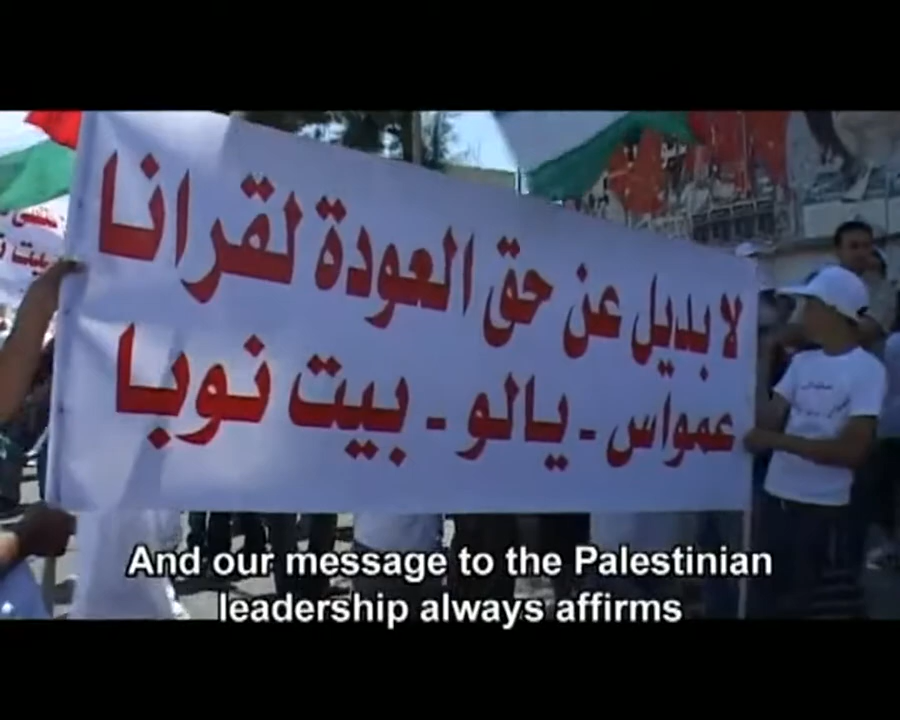 لا بديل عن حق العودة لقرانا
عمواس - يالو - بيت نوبا
And our message to the Palestinian
leadership always affirms